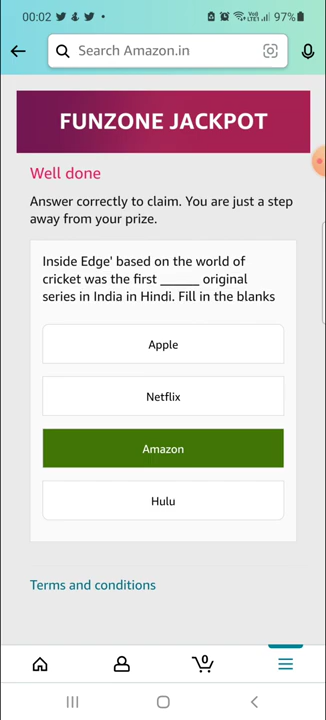 00:02
97%
Search Amazon.in
FUNZONE JACKPOT
Well done
Answer correctly to claim. You are just a step
away from your prize.
Inside Edge' based on the world of
cricket was the first ______ original
series in India in Hindi. Fill in the blanks
Apple
Netflix
Amazon
Hulu
Terms and conditions
0